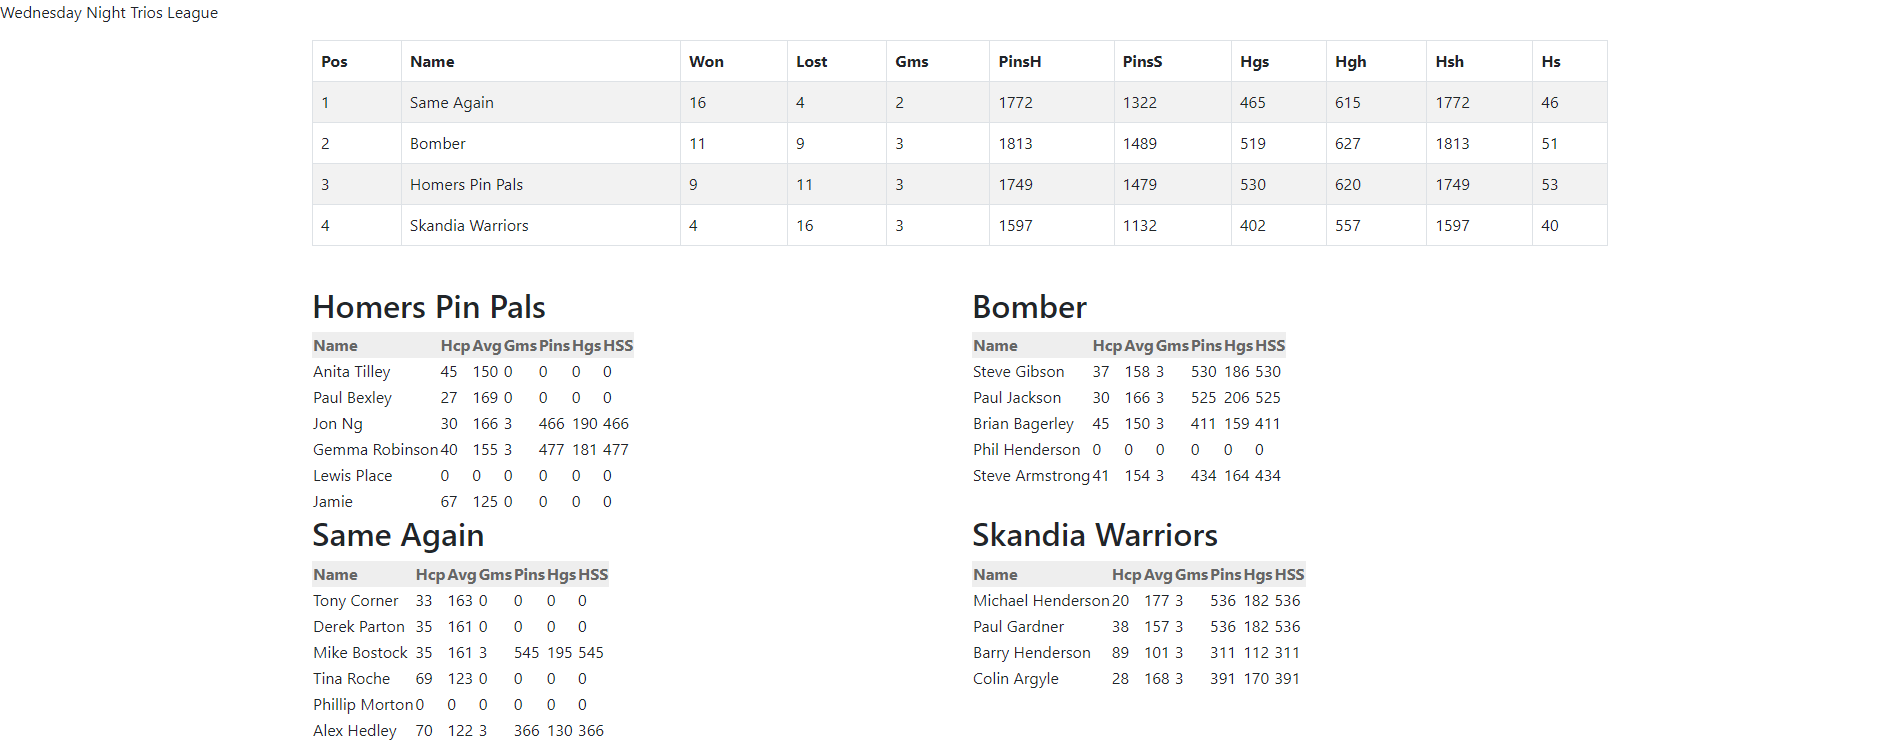 Wednesday Night Trios League
Pos Name Won Lost Gms PinsH PinsS Hgs Hgh Hsh Hs
1 Same Again 16 4 2 1772 1322 465 615 1772 46
2 Bomber 11 9 3 1813 1489 519 627 1813 51
3 Homers Pin Pals 9 11 3 1749 1479 530 620 1749 53
4 Skandia Warriors 4 16 3 1597 1132 402 557 1597 40
Homers Pin Pals
Name Hcp Avg Gms Pins Hgs HSS
Anita Tilley 45 150 0 0 0 0
Paul Bexley 27 169 0 0 0 0
Jon Ng 30 166 3 466 190 466
Gemma Robinson 40 155 3 477 181 477
Lewis Place 0 0 0 0 0 0
Jamie 67 125 0 0 0 0
Bomber
Name Hcp Avg Gms Pins Hgs HSS
Steve Gibson 37 158 3 530 186 530
Paul Jackson 30 166 3 525 206 525
Brian Bagerley 45 150 3 411 159 411
Phil Henderson 0 0 0 0 0 0
Steve Armstrong 41 154 3 434 164 434
Same Again
Name Hcp Avg Gms Pins Hgs HSS
Tony Corner 33 163 0 0 0 0
Derek Parton 35 161 0 0 0 0
Mike Bostock 35 161 3 545 195 545
Tina Roche 69 123 0 0 0 0
Phillip Morton 0 0 0 0 0 0
Alex Hedley 70 122 3 366 130 366
Skandia Warriors
Name Hcp Avg Gms Pins Hgs HSS
Michael Henderson 20 177 3 536 182 536
Paul Gardner 38 157 3 536 182 536
Barry Henderson 89 101 3 311 112 311
Colin Argyle 28 168 3 391 170 391